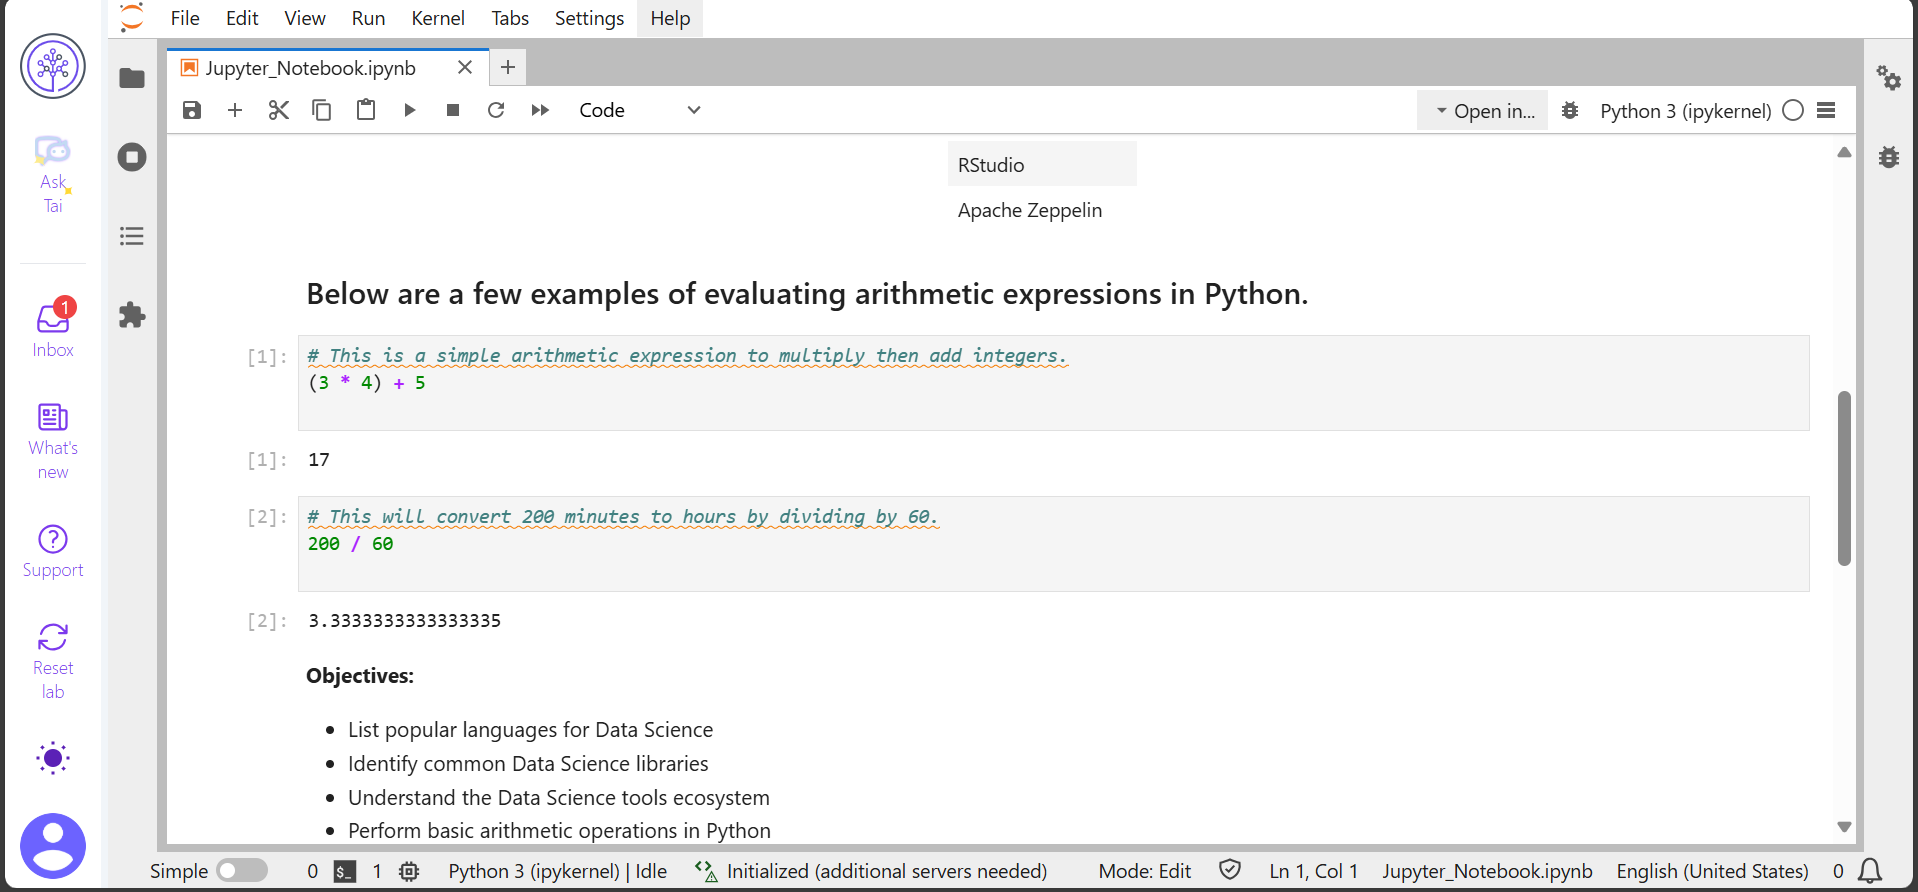 File Edit View Run Kernel Tabs Settings Help
Jupyter_Notebook.ipynb
Code
Open in...
Python 3 (ipykernel)
Ask
Tai
1
Inbox
What's
new
Support
Reset
lab
RStudio
Apache Zeppelin
Below are a few examples of evaluating arithmetic expressions in Python.
[1]: # This is a simple arithmetic expression to multiply then add integers.
(3 * 4) + 5
[1]: 17
[2]: # This will convert 200 minutes to hours by dividing by 60.
200 / 60
[2]: 3.3333333333333335
Objectives:
• List popular languages for Data Science
• Identify common Data Science libraries
• Understand the Data Science tools ecosystem
• Perform basic arithmetic operations in Python
Simple 0 $_ 1 Python 3 (ipykernel) | Idle Initialized (additional servers needed) Mode: Edit Ln 1, Col 1 Jupyter_Notebook.ipynb English (United States) 0